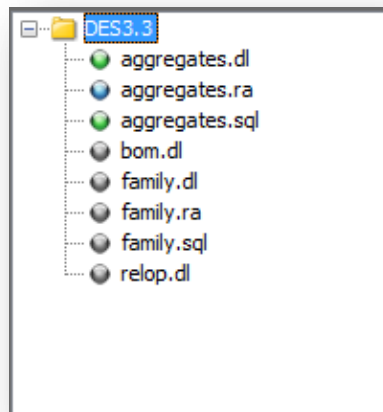 DES3.3
aggregates.dl
aggregates.ra
aggregates.sql
bom.dl
family.dl
family.ra
family.sql
relop.dl